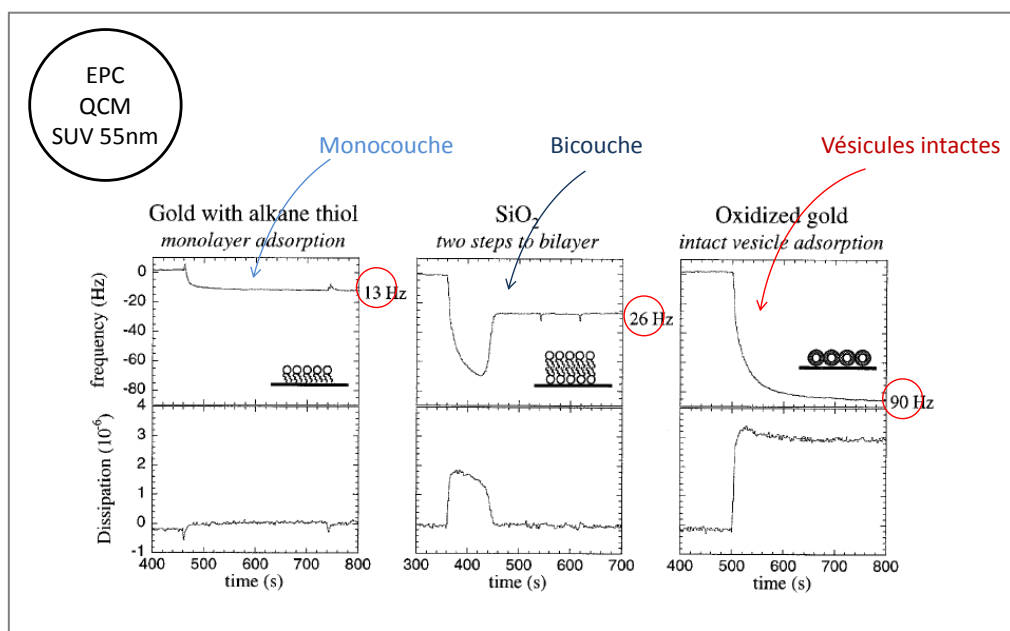 EPC
QCM
SUV 55nm
Monocouche
Bicouche
Vésicules intactes
Gold with alkane thiol
monolayer adsorption
SiO₂
two steps to bilayer
Oxidized gold
intact vesicle adsorption
frequency (Hz)
0
-20
-40
-60
-80
13 Hz
26 Hz
90 Hz
Dissipation (10⁻⁶)
4
3
2
1
0
-1
400 500 600 700 800
time (s)
300 400 500 600 700
time (s)
400 500 600 700 800
time (s)